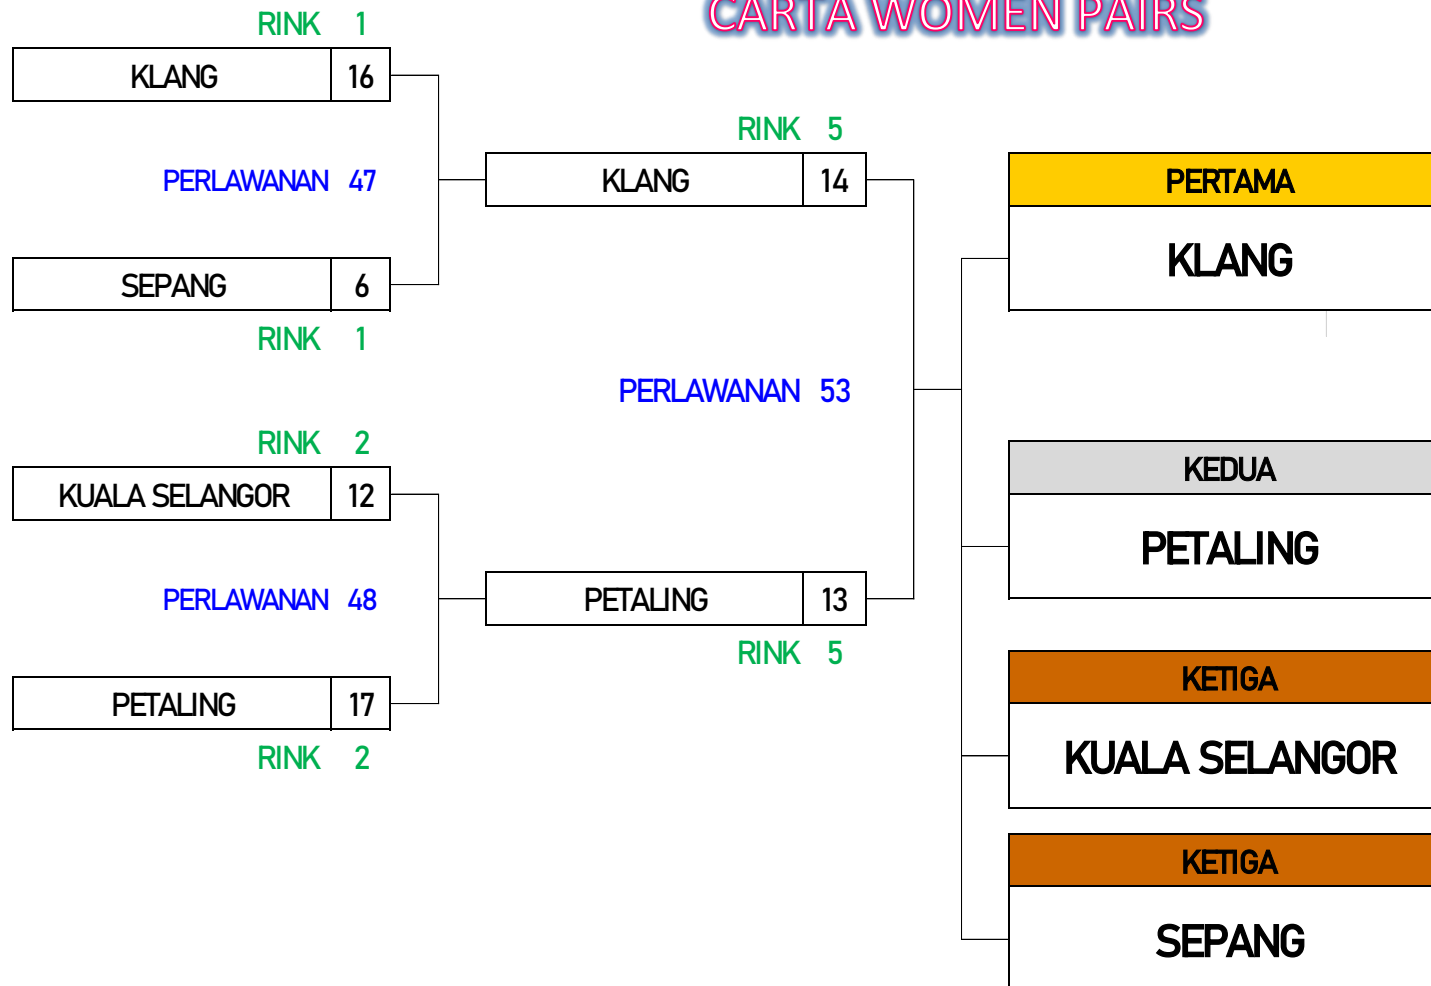 CARTA WOMEN PAIRS
RINK 1
KLANG 16
PERLAWANAN 47
SEPANG 6
RINK 1
RINK 2
KUALA SELANGOR 12
PERLAWANAN 48
PETALING 17
RINK 2
RINK 5
KLANG 14
PERLAWANAN 53
PETALING 13
RINK 5
PERTAMA
KLANG
KEDUA
PETALING
KETIGA
KUALA SELANGOR
KETIGA
SEPANG